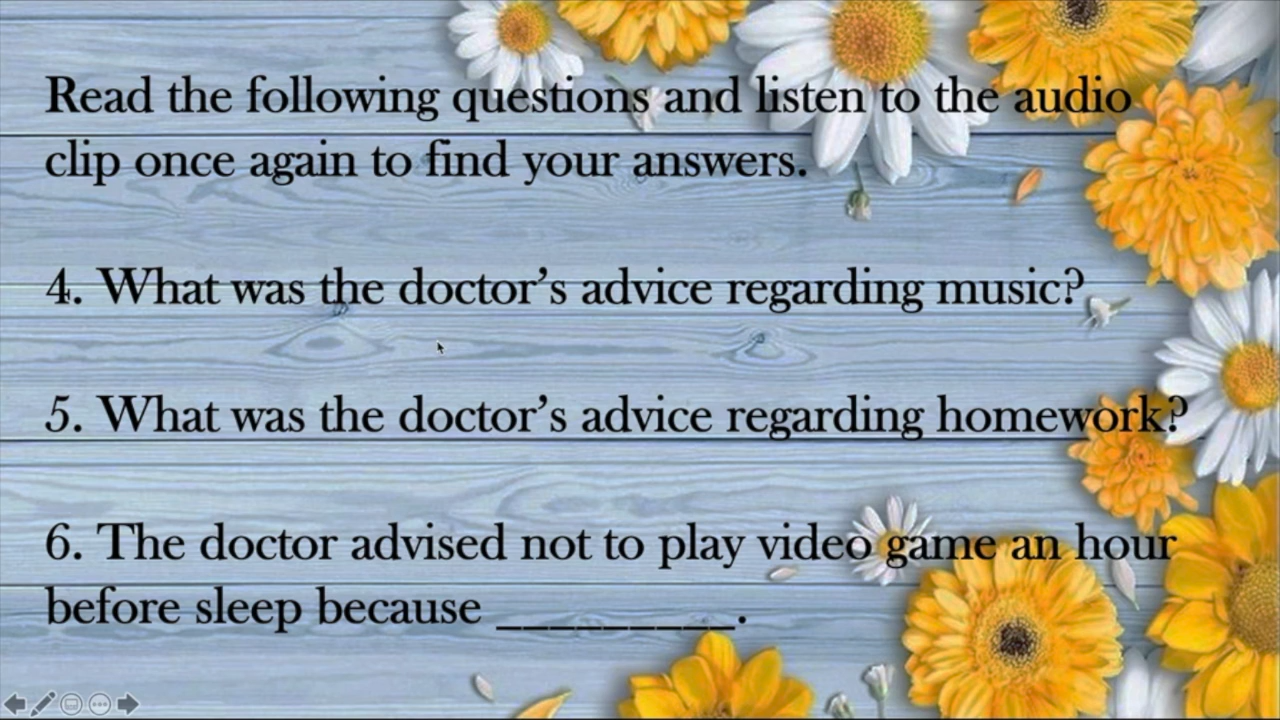 Read the following questions and listen to the audio
clip once again to find your answers.
4. What was the doctor’s advice regarding music?
5. What was the doctor’s advice regarding homework?
6. The doctor advised not to play video game an hour
before sleep because _________.